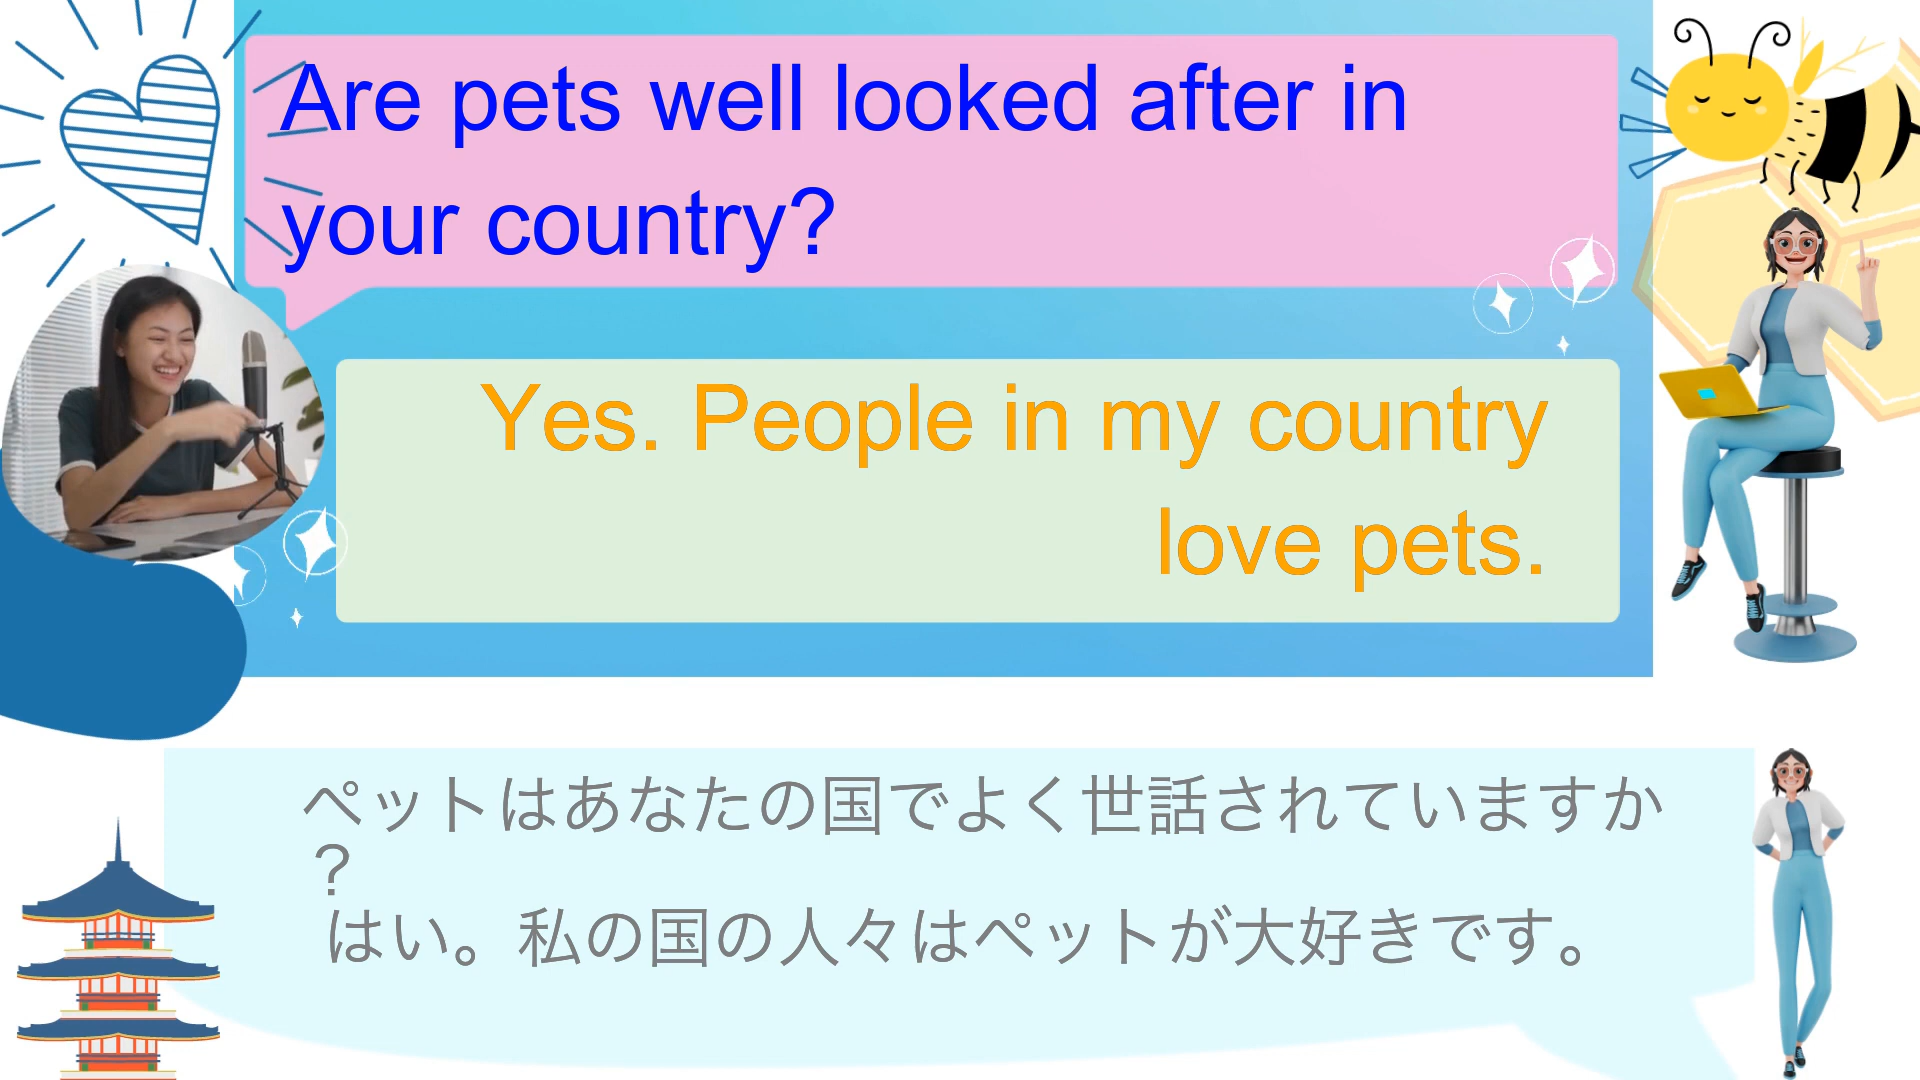 Are pets well looked after in
your country?
Yes. People in my country
love pets.
ペットはあなたの国でよく世話されていますか
?
はい。私の国の人々はペットが大好きです。